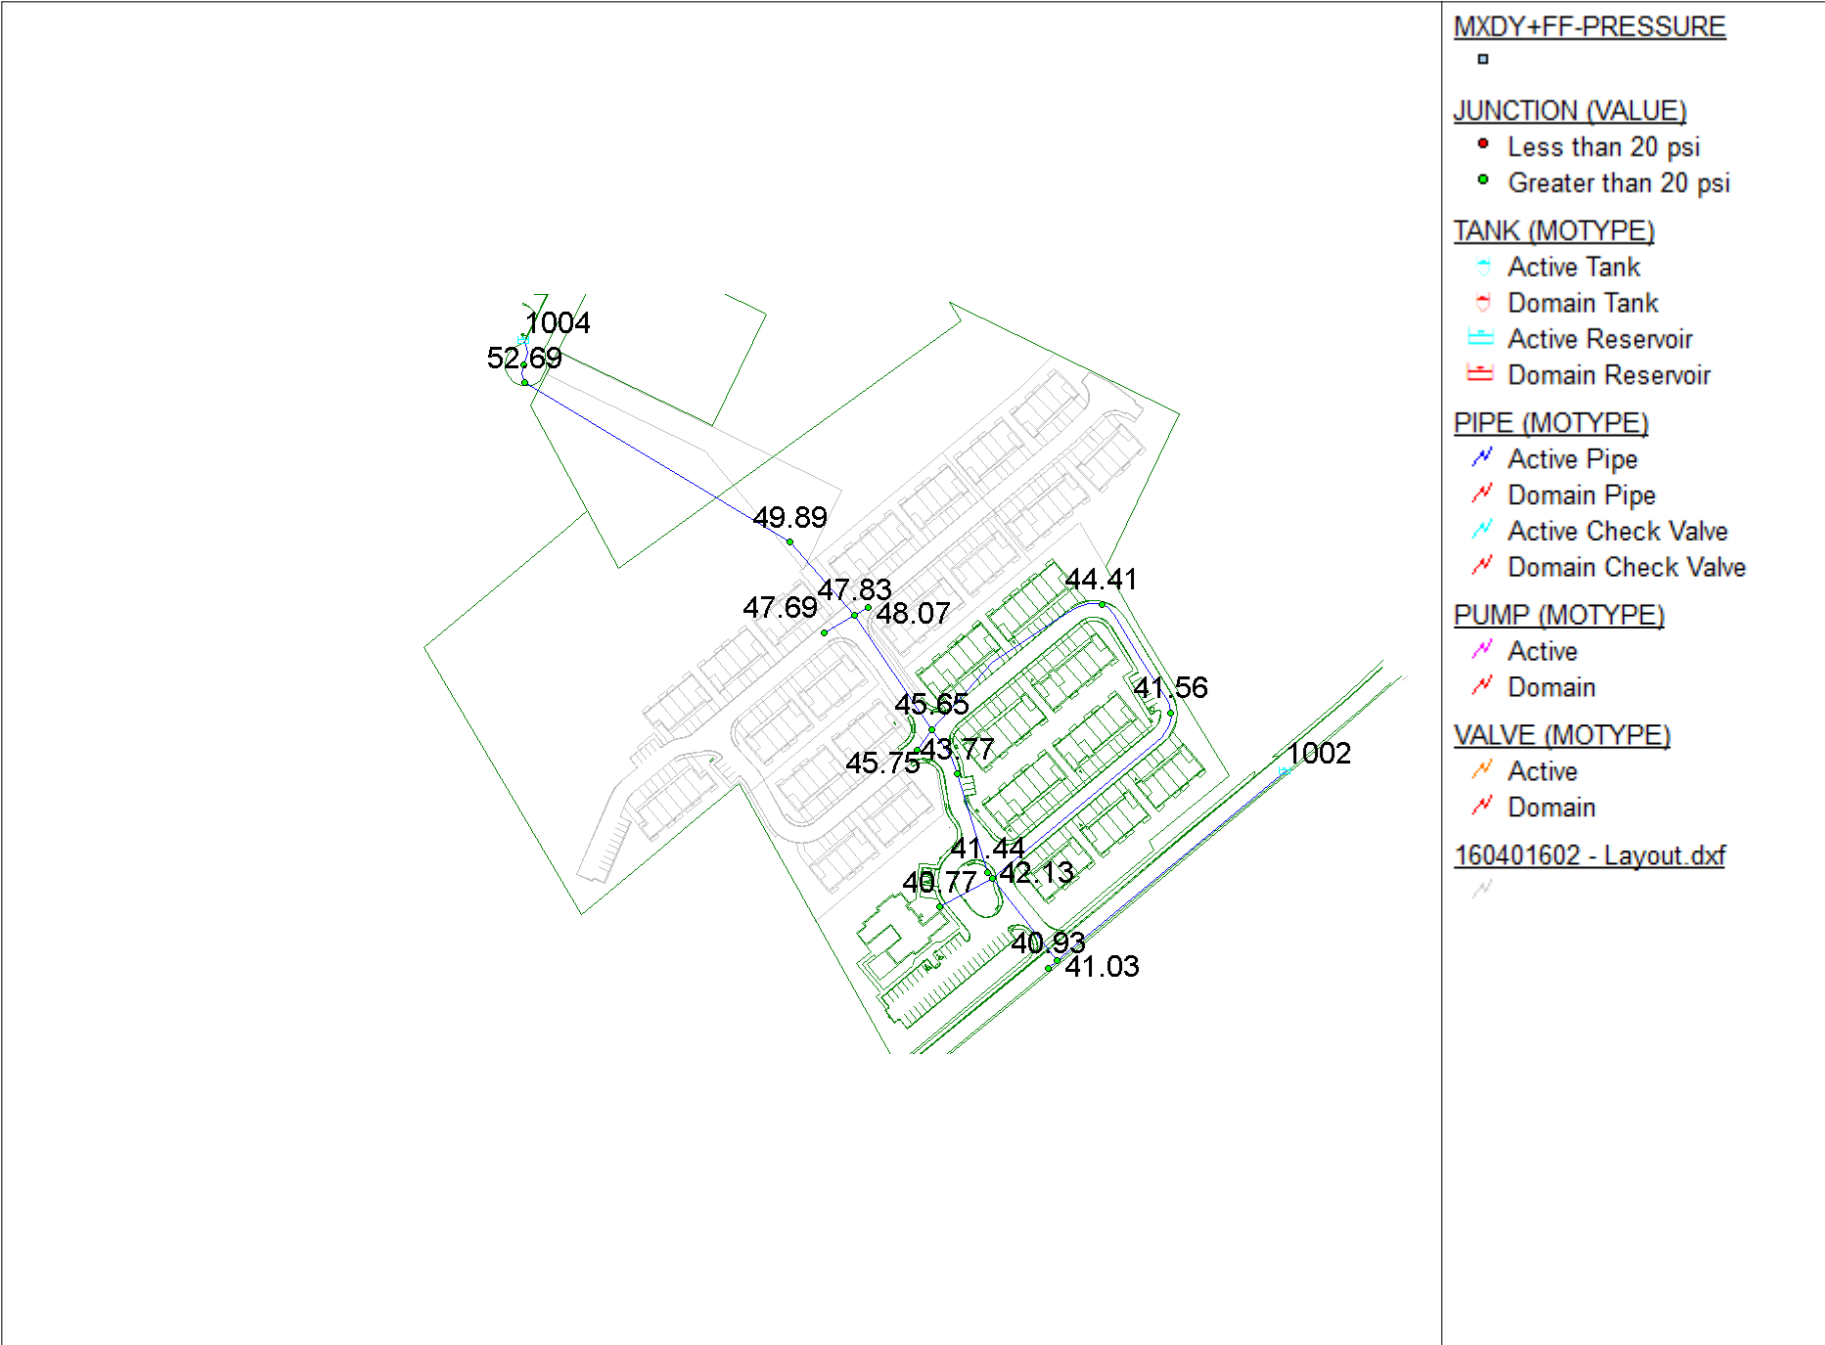 MXDY+FF-PRESSURE
JUNCTION (VALUE)
Less than 20 psi
Greater than 20 psi
TANK (MOTYPE)
Active Tank
Domain Tank
Active Reservoir
Domain Reservoir
PIPE (MOTYPE)
Active Pipe
Domain Pipe
Active Check Valve
Domain Check Valve
PUMP (MOTYPE)
Active
Domain
VALVE (MOTYPE)
Active
Domain
160401602 - Layout.dxf
1004
52.69
49.89
47.83
47.69
48.07
44.41
41.56
45.65
43.77
45.75
1002
41.44
42.13
40.77
40.93
41.03